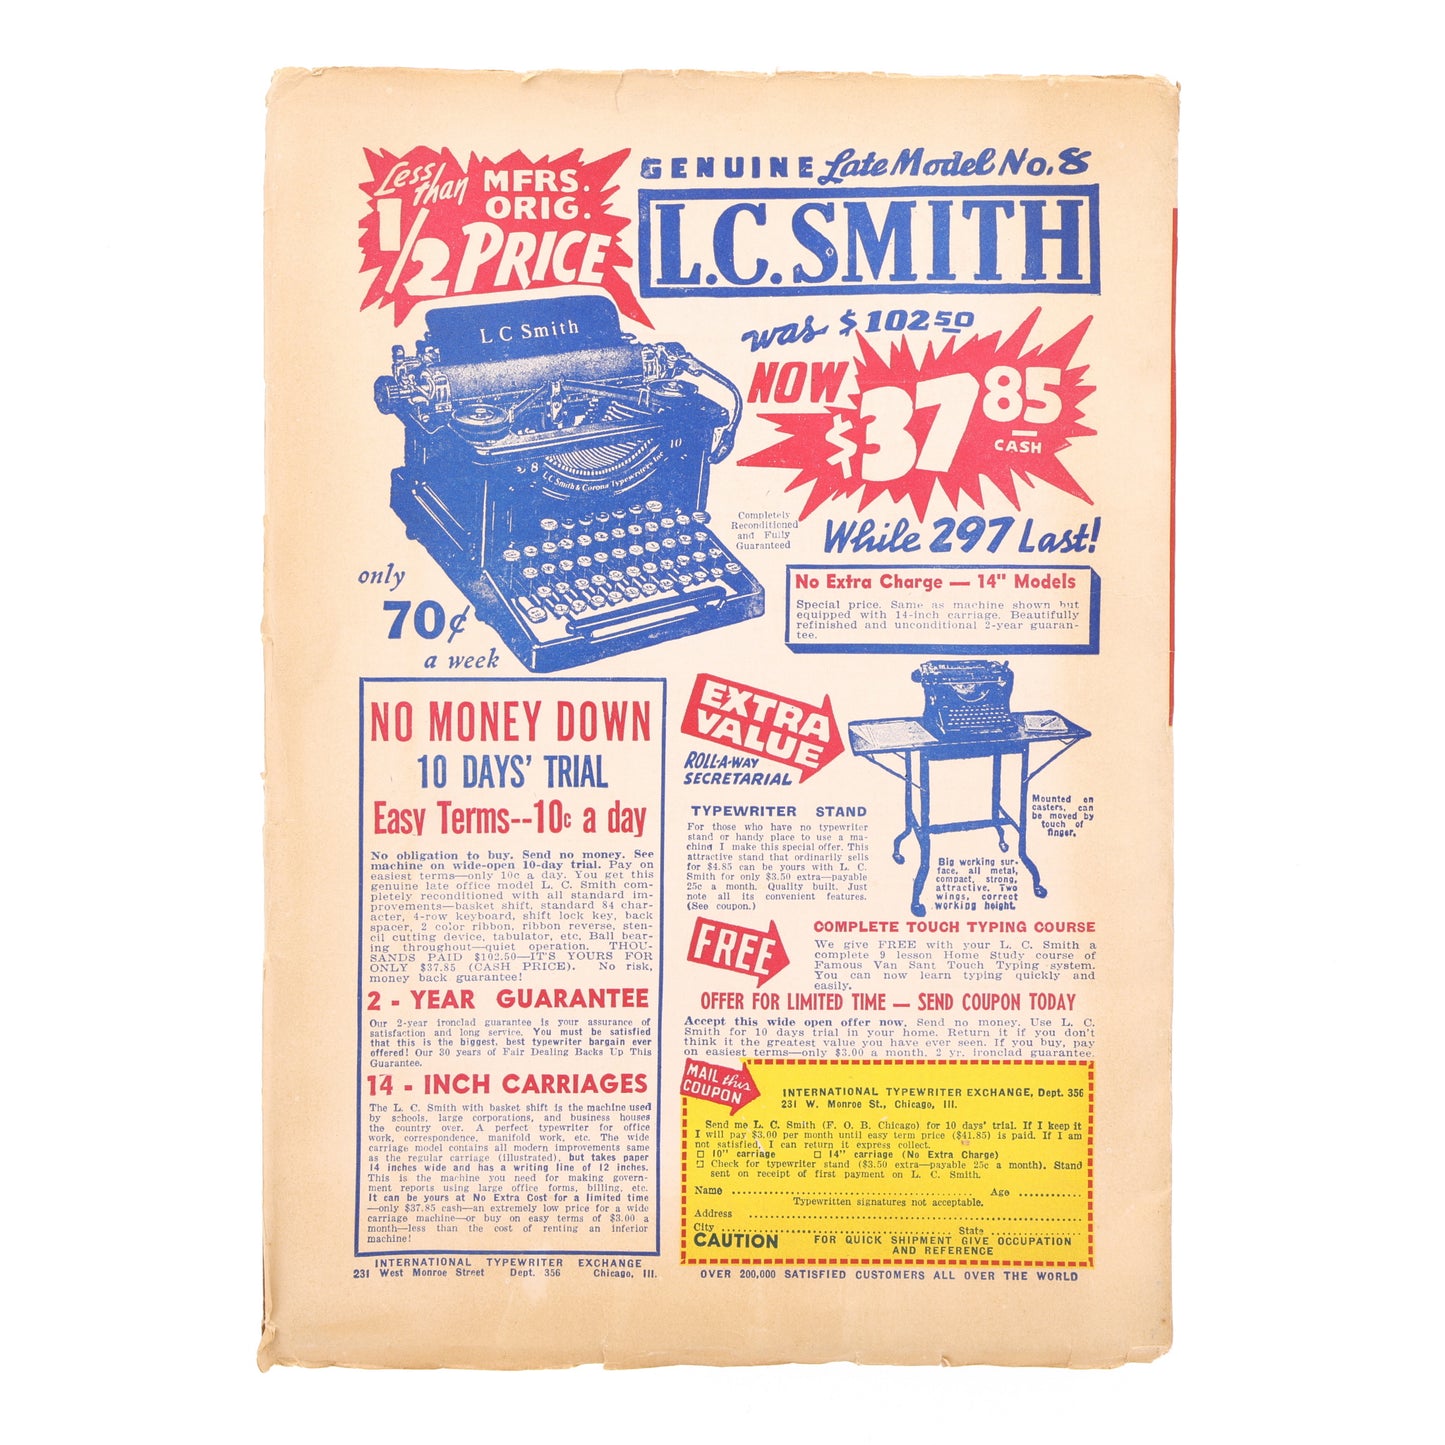 Less than
MFRS.
ORIG.
1/2 PRICE
GENUINE Late Model No. 8
L.C. SMITH
was $102 50
NOW $37 85
CASH
While 297 Last!
L C Smith
8
10
L.C. Smith & Corona Typewriters Inc
Completely
Reconditioned
and Fully
Guaranteed
only
70¢
a week
No Extra Charge — 14" Models
Special price. Same as machine shown but
equipped with 14-inch carriage. Beautifully
refinished and unconditional 2-year guaran-
tee.
NO MONEY DOWN
10 DAYS' TRIAL
Easy Terms--10c a day
No obligation to buy. Send no money. See
machine on wide-open 10-day trial. Pay on
easiest terms—only 10c a day. You get this
genuine late office model L. C. Smith com-
pletely reconditioned with all standard im-
provements—basket shift, standard 84 char-
acter, 4-row keyboard, shift lock key, back
spacer, 2 color ribbon, ribbon reverse, sten-
cil cutting device, tabulator, etc. Ball bear-
ing throughout—quiet operation. THOU-
SANDS PAID $102.50—IT'S YOURS FOR
ONLY $37.85 (CASH PRICE). No risk,
money back guarantee!
2 - YEAR GUARANTEE
Our 2-year ironclad guarantee is your assurance of
satisfaction and long service. You must be satisfied
that this is the biggest, best typewriter bargain ever
offered! Our 30 years of Fair Dealing Backs Up This
Guarantee.
14 - INCH CARRIAGES
The L. C. Smith with basket shift is the machine used
by schools, large corporations, and business houses
the country over. A perfect typewriter for office
work, correspondence, manifold work, etc. The wide
carriage model contains all modern improvements same
as the regular carriage (illustrated), but takes paper
14 inches wide and has a writing line of 12 inches.
This is the machine you need for making govern-
ment reports using large office forms, billing, etc.
It can be yours at No Extra Cost for a limited time
—only $37.85 cash—an extremely low price for a wide
carriage machine—or buy on easy terms of $3.00 a
month—less than the cost of renting an inferior
machine!
INTERNATIONAL TYPEWRITER EXCHANGE
231 West Monroe Street Dept. 356 Chicago, Ill.
EXTRA
VALUE
ROLL-A-WAY
SECRETARIAL
TYPEWRITER STAND
For those who have no typewriter
stand or handy place to use a ma-
chine I make this special offer. This
attractive stand that ordinarily sells
for $4.85 can be yours with L. C.
Smith for only $3.50 extra—payable
25c a month. Quality built. Just
note all its convenient features.
(See coupon.)
Mounted on
casters, can
be moved by
touch of
finger.
Big working sur-
face, all metal,
compact, strong,
attractive. Two
wings, correct
working height.
FREE
COMPLETE TOUCH TYPING COURSE
We give FREE with your L. C. Smith a
complete 9 lesson Home Study course of
Famous Van Sant Touch Typing system.
You can now learn typing quickly and
easily.
OFFER FOR LIMITED TIME — SEND COUPON TODAY
Accept this wide open offer now. Send no money. Use L. C.
Smith for 10 days trial in your home. Return it if you don't
think it the greatest value you have ever seen. If you buy, pay
on easiest terms—only $3.00 a month. 2 yr. ironclad guarantee.
MAIL this
COUPON
INTERNATIONAL TYPEWRITER EXCHANGE, Dept. 356
231 W. Monroe St., Chicago, Ill.
Send me L. C. Smith (F. O. B. Chicago) for 10 days' trial. If I keep it
I will pay $3.00 per month until easy term price ($41.85) is paid. If I am
not satisfied, I can return it express collect.
□ 10" carriage □ 14" carriage (No Extra Charge)
□ Check for typewriter stand ($3.50 extra—payable 25c a month). Stand
sent on receipt of first payment on L. C. Smith.
Name .......... Age ..........
Typewritten signatures not acceptable.
Address ..........
City .......... State ..........
CAUTION FOR QUICK SHIPMENT GIVE OCCUPATION
AND REFERENCE
OVER 200,000 SATISFIED CUSTOMERS ALL OVER THE WORLD